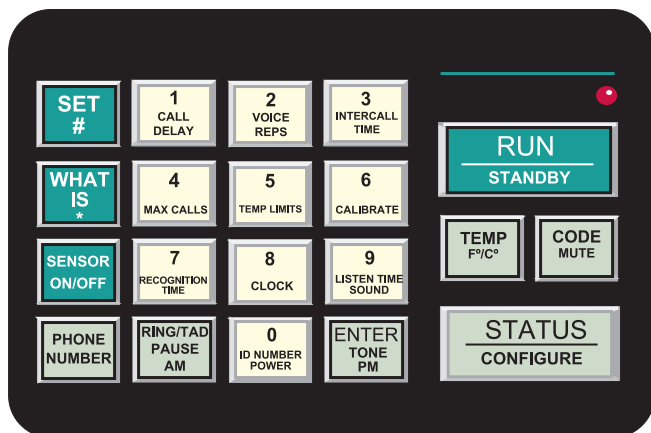 SET
#
1
CALL
DELAY
2
VOICE
REPS
3
INTERCALL
TIME
RUN
STANDBY
WHAT
IS
*
4
MAX CALLS
5
TEMP LIMITS
6
CALIBRATE
TEMP
F°/C°
CODE
MUTE
SENSOR
ON/OFF
7
RECOGNITION
TIME
8
CLOCK
9
LISTEN TIME
SOUND
PHONE
NUMBER
RING/TAD
PAUSE
AM
0
ID NUMBER
POWER
ENTER
TONE
PM
STATUS
CONFIGURE